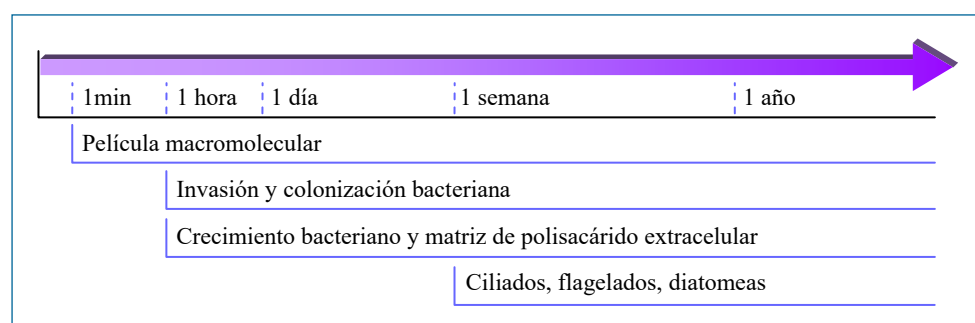 1min 1 hora 1 día 1 semana 1 año
Película macromolecular
Invasión y colonización bacteriana
Crecimiento bacteriano y matriz de polisacárido extracelular
Ciliados, flagelados, diatomeas